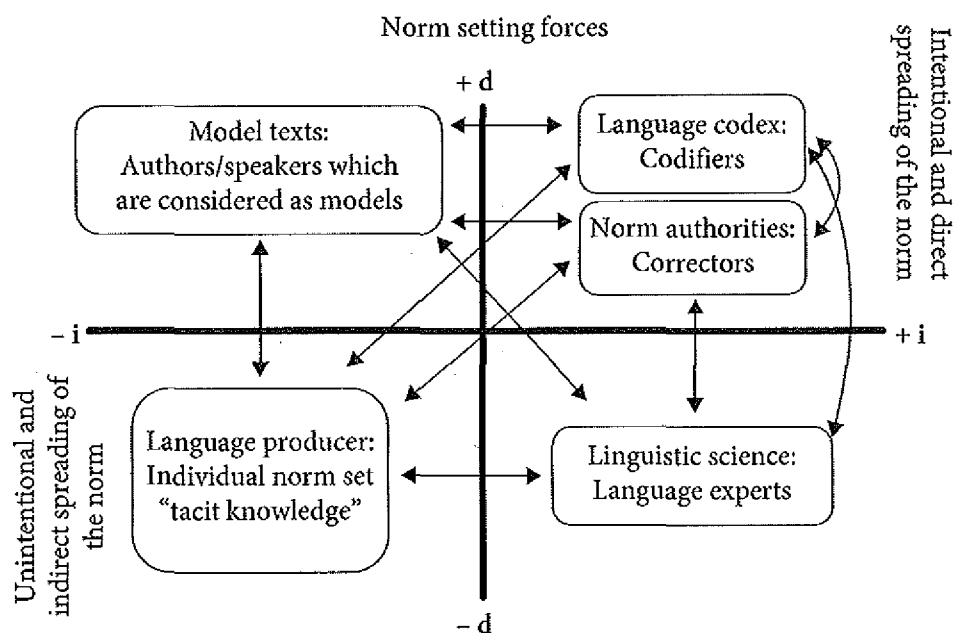 Norm setting forces
+ d
Model texts:
Authors/speakers which
are considered as models
Language codex:
Codifiers
Norm authorities:
Correctors
Intentional and direct
spreading of the norm
– i
+ i
Unintentional and
indirect spreading of
the norm
Language producer:
Individual norm set
“tacit knowledge”
Linguistic science:
Language experts
– d